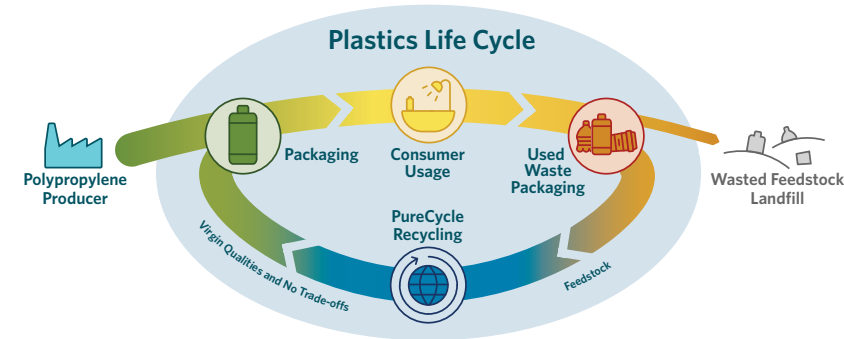 Plastics Life Cycle
Polypropylene
Producer
Packaging
Consumer
Usage
Used
Waste
Packaging
Wasted Feedstock
Landfill
PureCycle
Recycling
Virgin Qualities and No Trade-offs
Feedstock